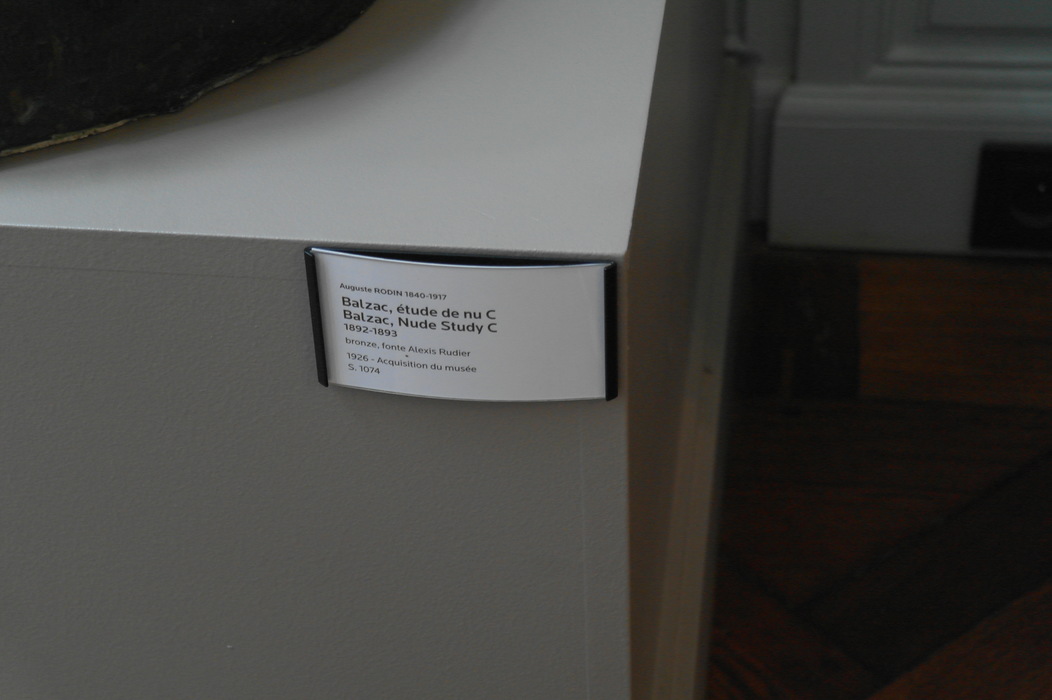 Auguste RODIN 1840-1917
Balzac, étude de nu C
Balzac, Nude Study C
1892-1893
bronze, fonte Alexis Rudier
1926 - Acquisition du musée
S. 1074